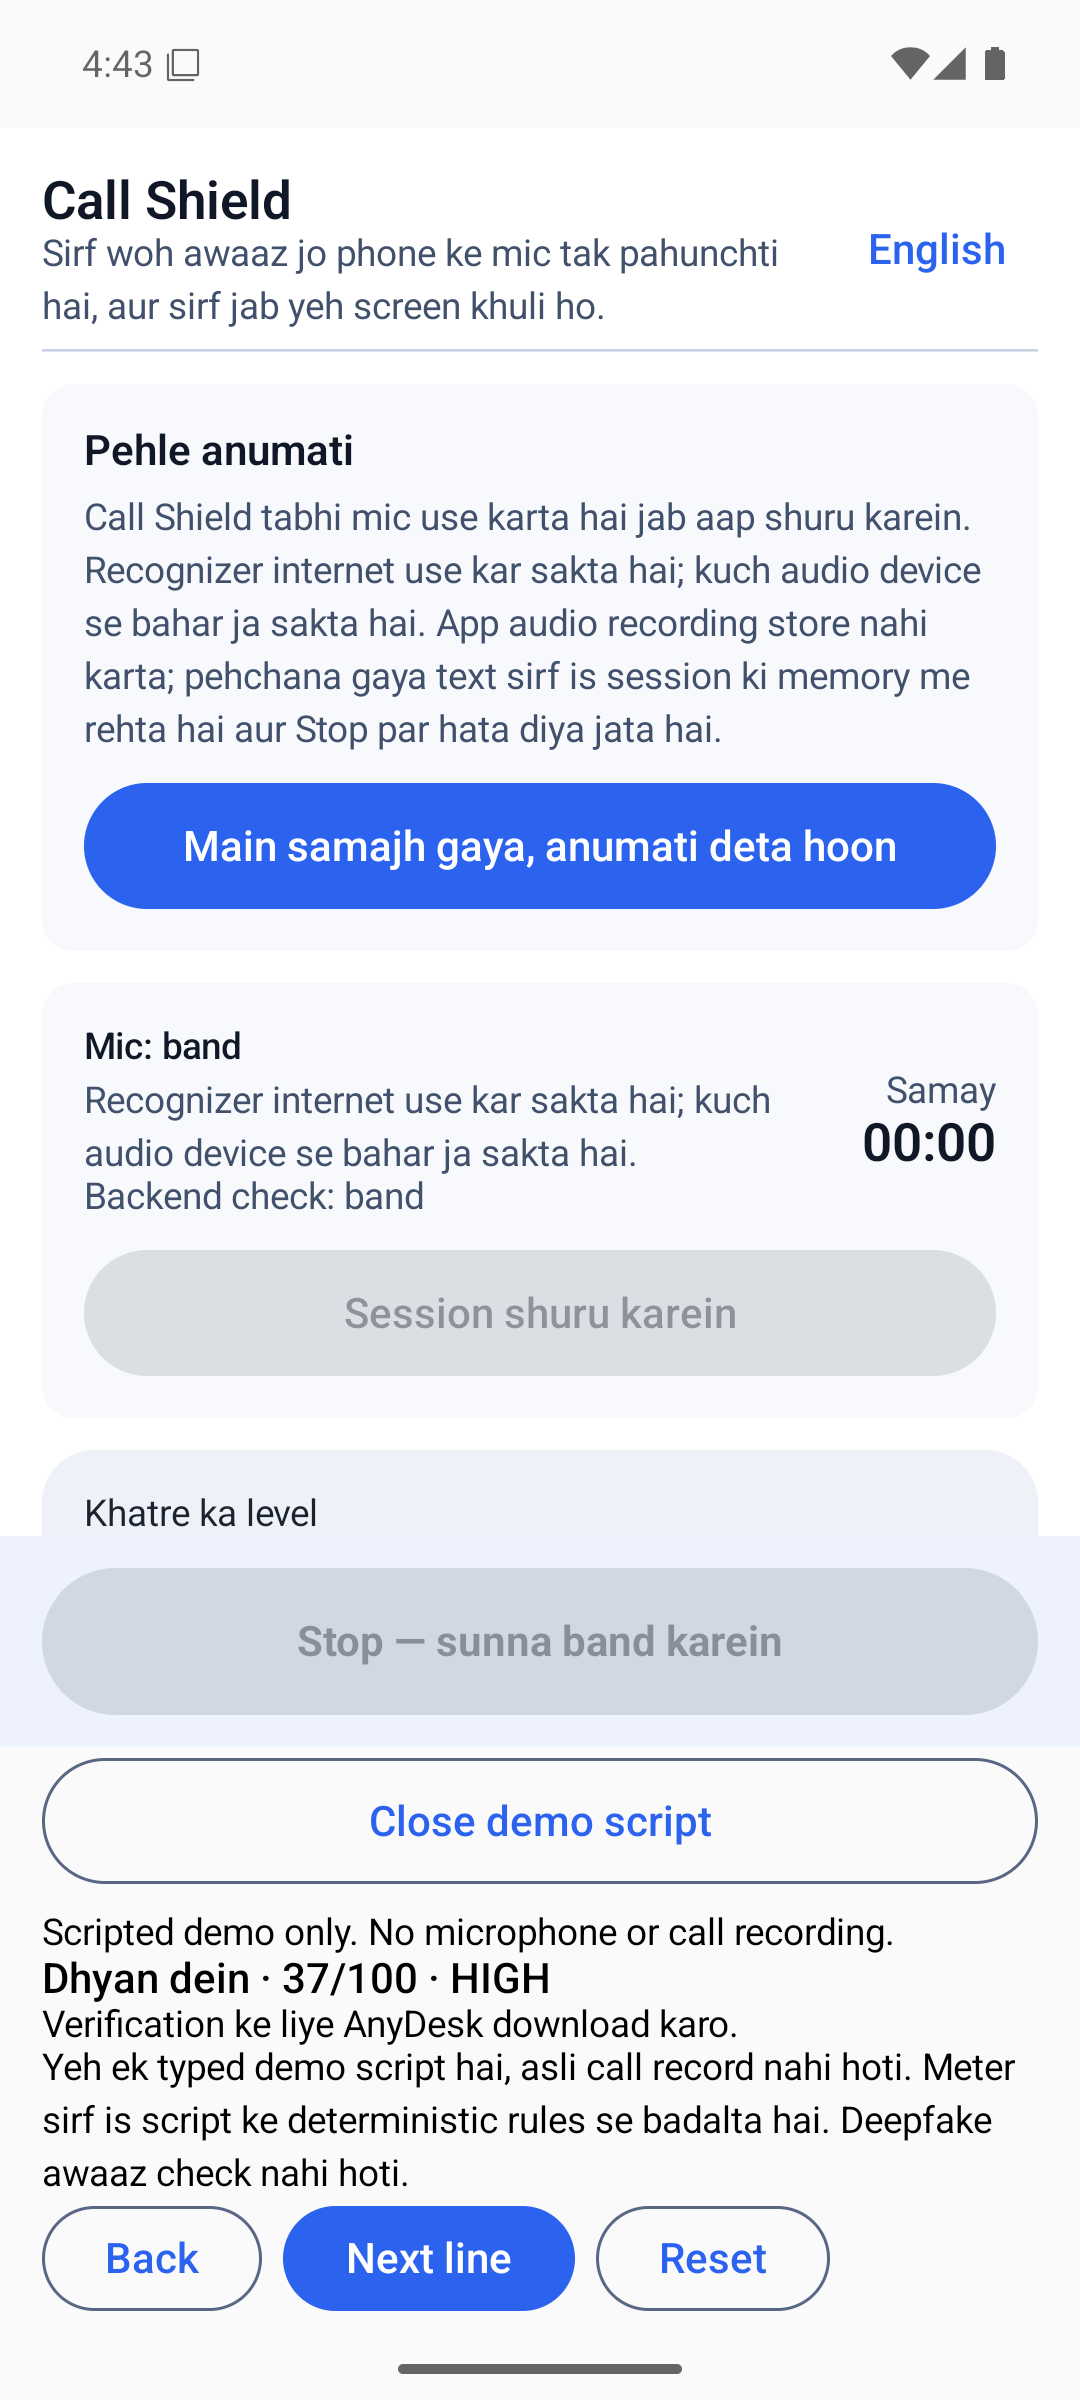 4:43
Call Shield
Sirf woh awaaz jo phone ke mic tak pahunchti
hai, aur sirf jab yeh screen khuli ho.
English
Pehle anumati
Call Shield tabhi mic use karta hai jab aap shuru karein.
Recognizer internet use kar sakta hai; kuch audio device
se bahar ja sakta hai. App audio recording store nahi
karta; pehchana gaya text sirf is session ki memory me
rehta hai aur Stop par hata diya jata hai.
Main samajh gaya, anumati deta hoon
Mic: band
Recognizer internet use kar sakta hai; kuch
audio device se bahar ja sakta hai.
Backend check: band
Samay
00:00
Session shuru karein
Khatre ka level
Stop — sunna band karein
Close demo script
Scripted demo only. No microphone or call recording.
Dhyan dein · 37/100 · HIGH
Verification ke liye AnyDesk download karo.
Yeh ek typed demo script hai, asli call record nahi hoti. Meter
sirf is script ke deterministic rules se badalta hai. Deepfake
awaaz check nahi hoti.
Back
Next line
Reset